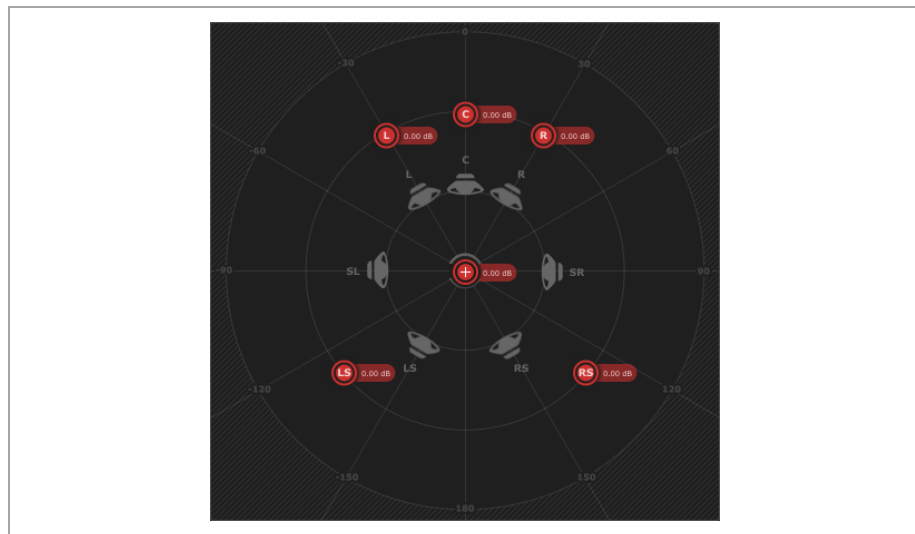 0
-30
30
C 0.00 dB
L 0.00 dB
R 0.00 dB
-60
60
C
L
R
-90
SL
0.00 dB
SR
90
LS
RS
LS 0.00 dB
RS 0.00 dB
-120
120
-150
150
180